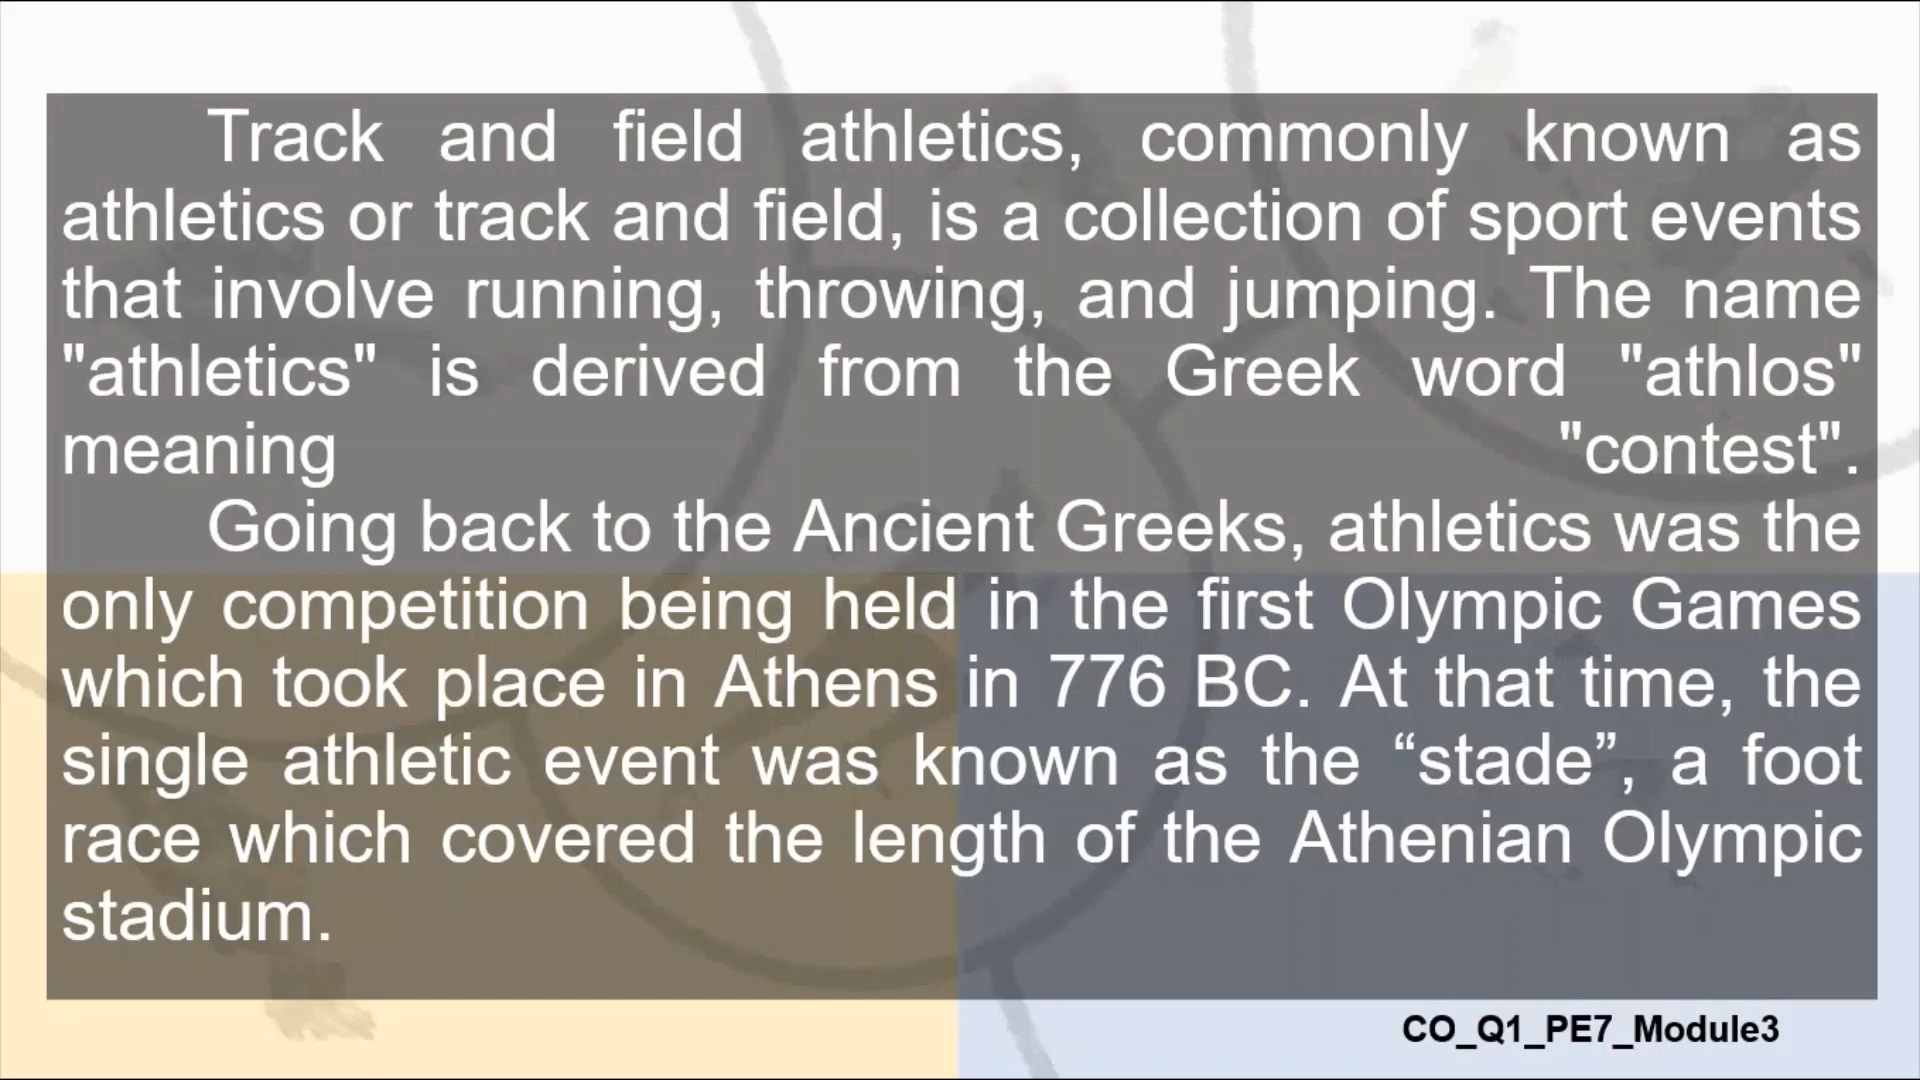 Track and field athletics, commonly known as
athletics or track and field, is a collection of sport events
that involve running, throwing, and jumping. The name
"athletics" is derived from the Greek word "athlos"
meaning "contest".
Going back to the Ancient Greeks, athletics was the
only competition being held in the first Olympic Games
which took place in Athens in 776 BC. At that time, the
single athletic event was known as the “stade”, a foot
race which covered the length of the Athenian Olympic
stadium.
CO_Q1_PE7_Module3